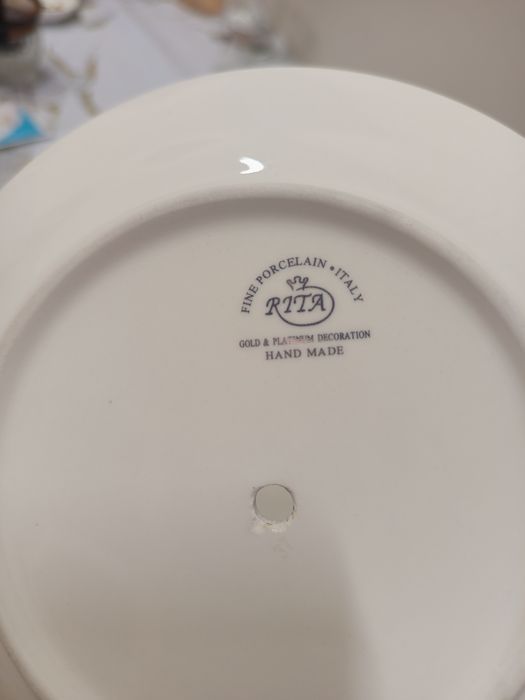 FINE PORCELAIN • ITALY
RITA
GOLD & PLATINUM DECORATION
HAND MADE